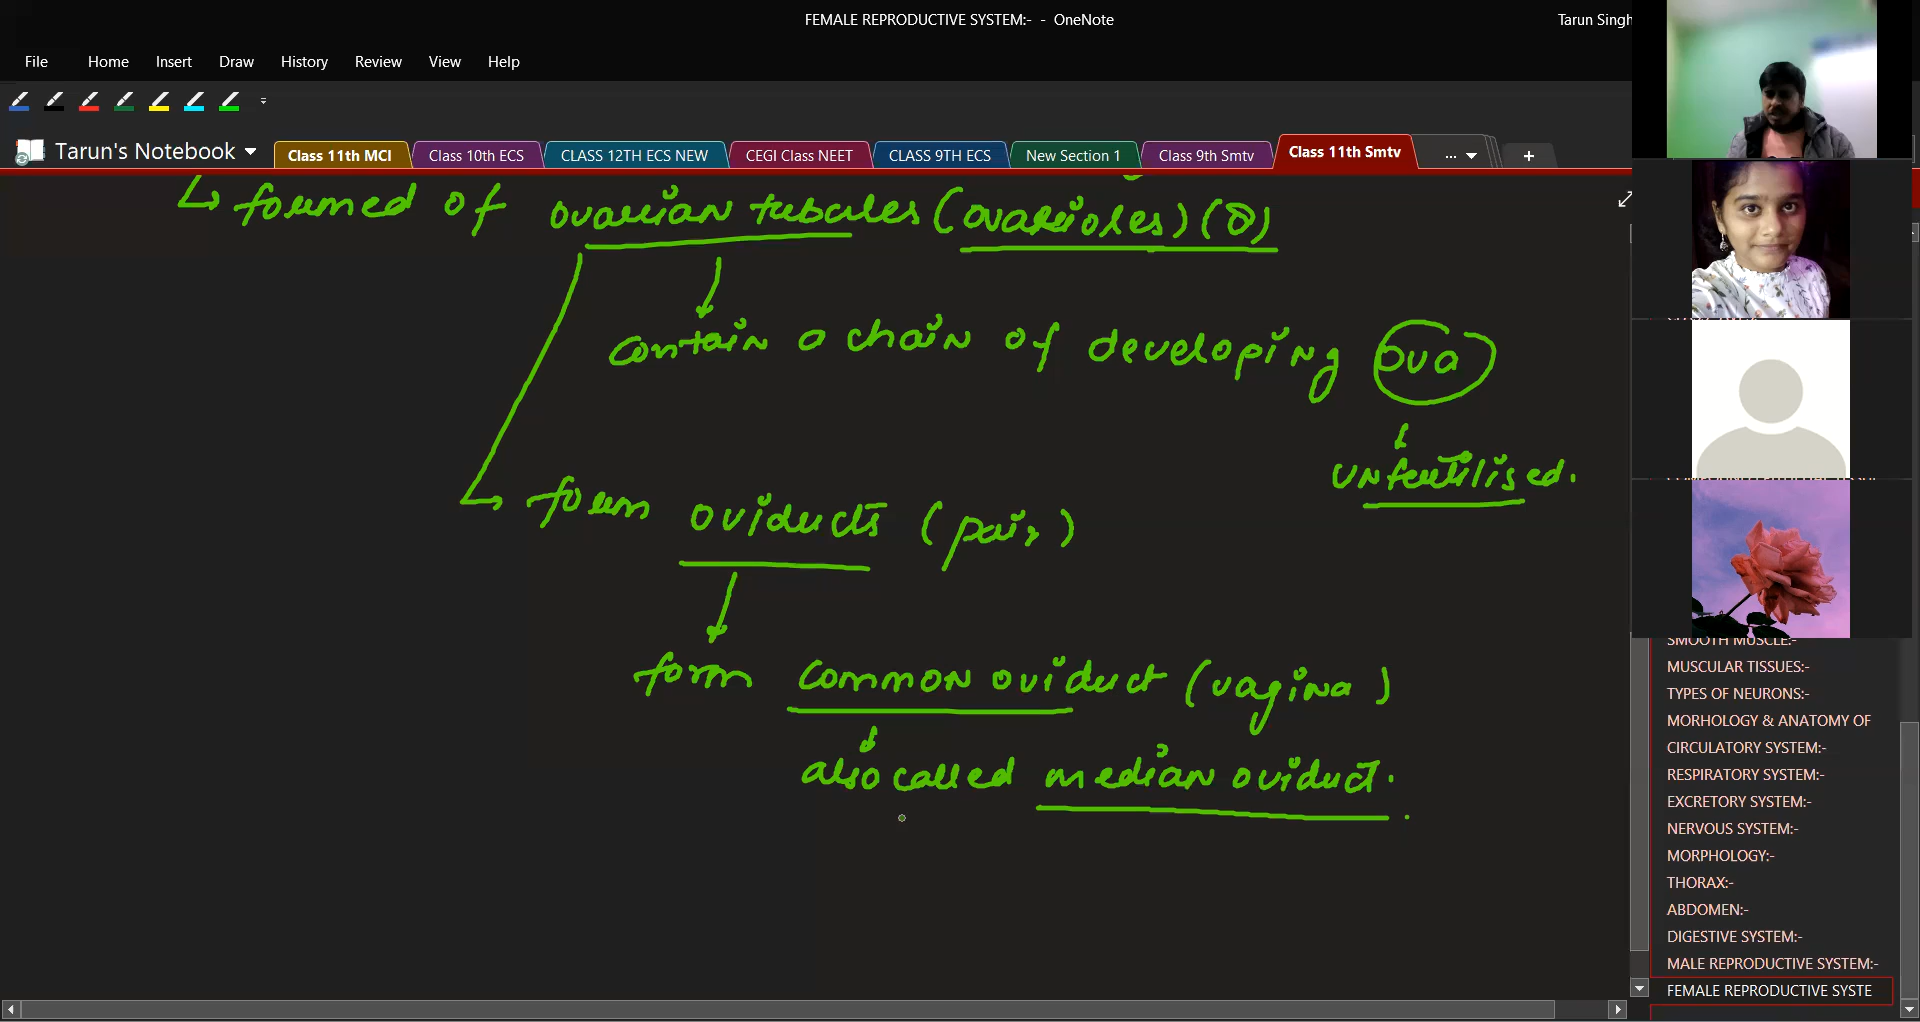 FEMALE REPRODUCTIVE SYSTEM:- - OneNote
Tarun Singh
File Home Insert Draw History Review View Help
Tarun's Notebook
Class 11th MCI
Class 10th ECS
CLASS 12TH ECS NEW
CEGI Class NEET
CLASS 9TH ECS
New Section 1
Class 9th Smtv
Class 11th Smtv
...
+
↳ formed of ovarian tubules (ovarioles) (8)
contain a chain of developing ova
unfertilised.
↳ form oviducts (pair)
form common oviduct (vagina)
also called median oviduct.
SMOOTH MUSCLE:-
MUSCULAR TISSUES:-
TYPES OF NEURONS:-
MORHOLOGY & ANATOMY OF
CIRCULATORY SYSTEM:-
RESPIRATORY SYSTEM:-
EXCRETORY SYSTEM:-
NERVOUS SYSTEM:-
MORPHOLOGY:-
THORAX:-
ABDOMEN:-
DIGESTIVE SYSTEM:-
MALE REPRODUCTIVE SYSTEM:-
FEMALE REPRODUCTIVE SYSTE